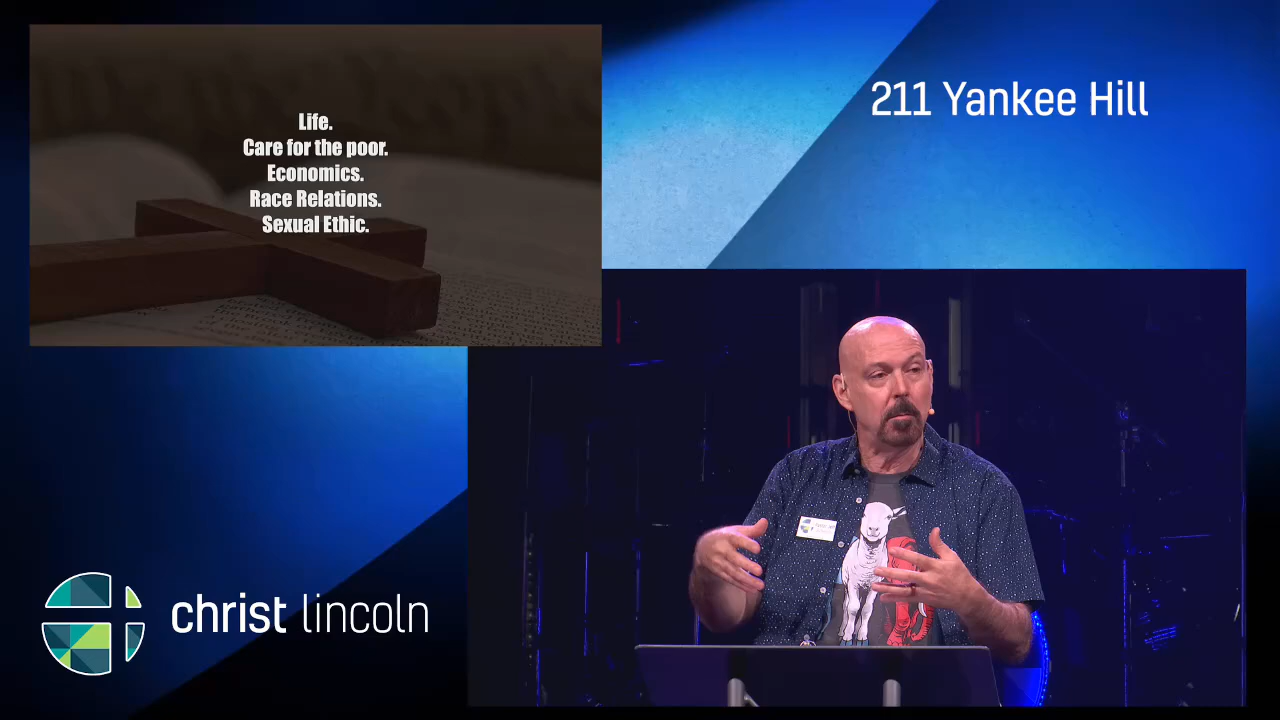 Life.
Care for the poor.
Economics.
Race Relations.
Sexual Ethic.
211 Yankee Hill
christ lincoln